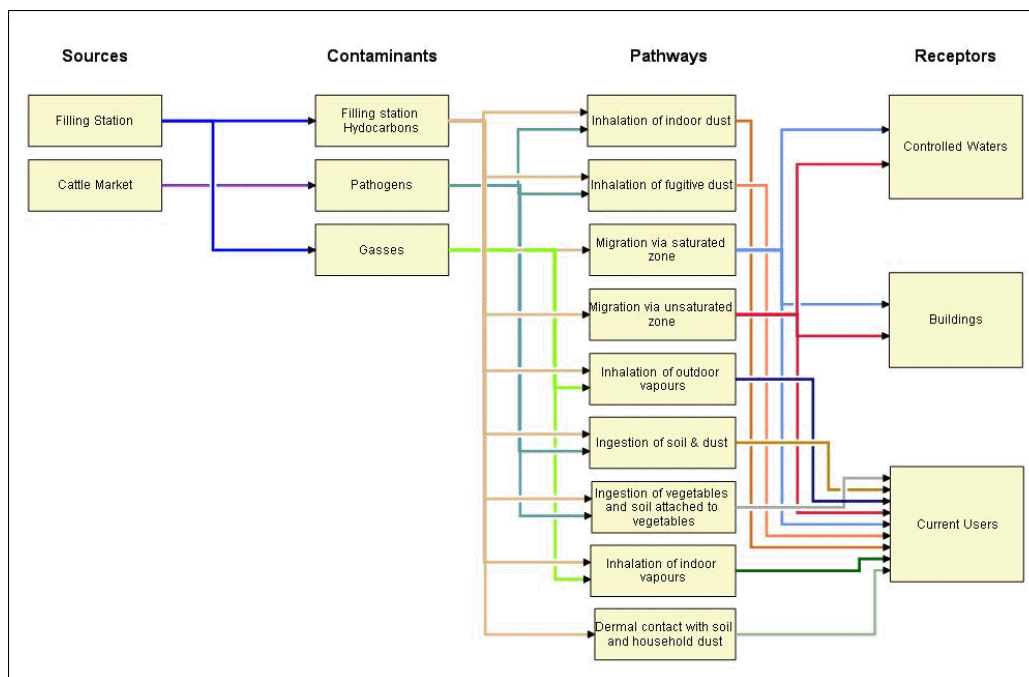 Sources
Contaminants
Pathways
Receptors
Filling Station
Cattle Market
Filling station
Hydocarbons
Pathogens
Gasses
Inhalation of indoor dust
Inhalation of fugitive dust
Migration via saturated
zone
Migration via unsaturated
zone
Inhalation of outdoor
vapours
Ingestion of soil & dust
Ingestion of vegetables
and soil attached to
vegetables
Inhalation of indoor
vapours
Dermal contact with soil
and household dust
Controlled Waters
Buildings
Current Users